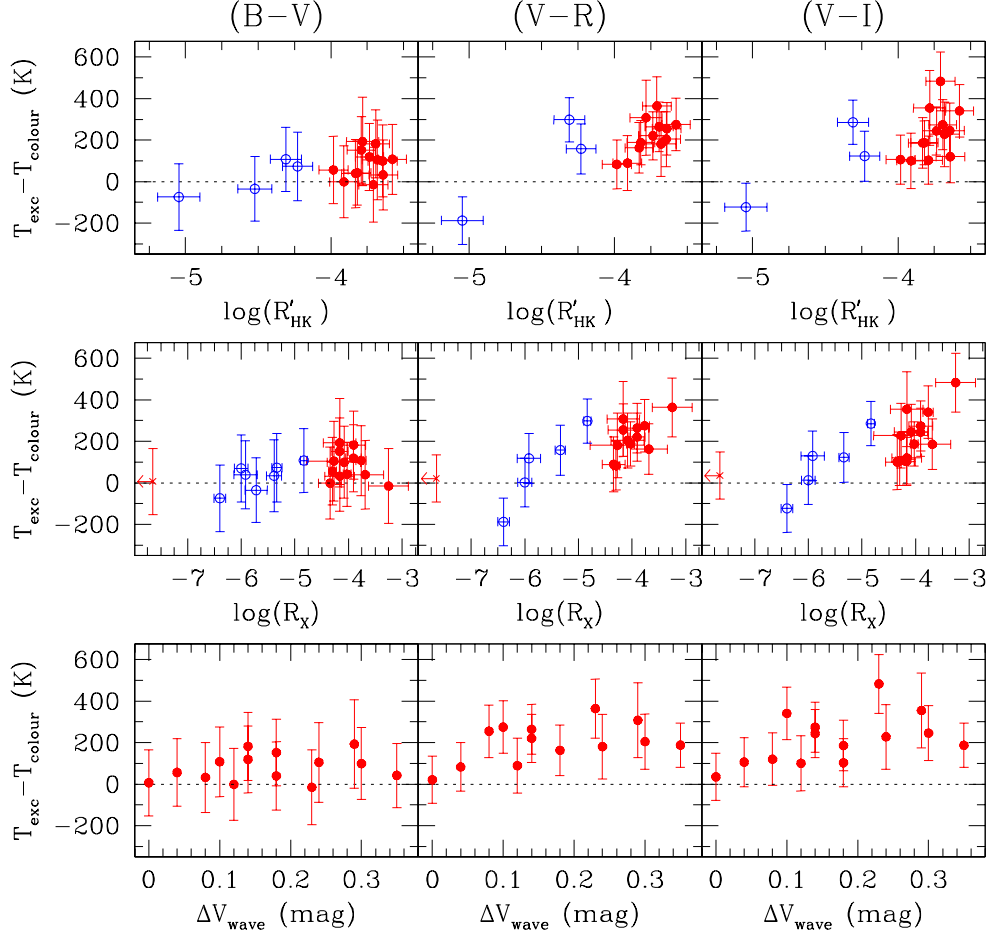 (B−V) (V−R) (V−I)
T_exc−T_colour (K)
600
400
200
0
−200
−5 −4 −5 −4 −5 −4
log(R′_HK) log(R′_HK) log(R′_HK)
T_exc−T_colour (K)
600
400
200
0
−200
−7 −6 −5 −4 −3 −7 −6 −5 −4 −3 −7 −6 −5 −4 −3
log(R_X) log(R_X) log(R_X)
T_exc−T_colour (K)
600
400
200
0
−200
0 0.1 0.2 0.3 0 0.1 0.2 0.3 0 0.1 0.2 0.3
ΔV_wave (mag) ΔV_wave (mag) ΔV_wave (mag)